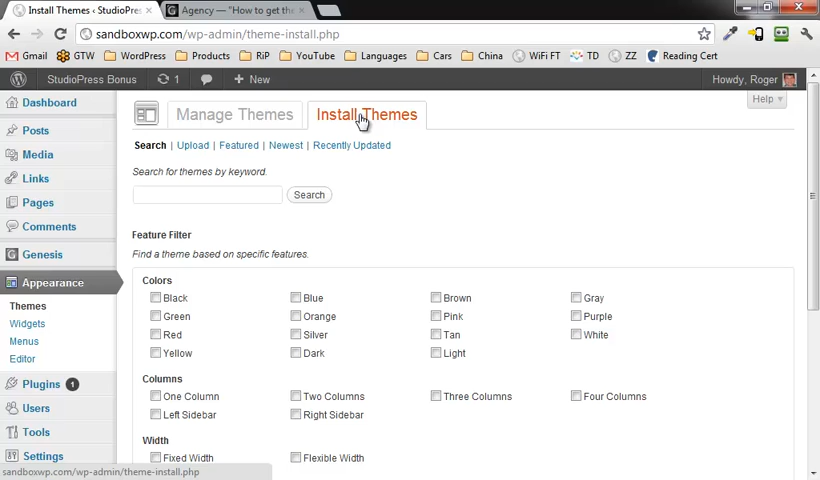 Install Themes ‹ StudioPres ×
Agency — "How to get the ×
sandboxwp.com/wp-admin/theme-install.php
Gmail GTW WordPress Products RiP YouTube Languages Cars China WiFi FT TD ZZ Reading Cert
StudioPress Bonus 1 + New Howdy, Roger
Dashboard
Posts
Media
Links
Pages
Comments
Genesis
Appearance
Themes
Widgets
Menus
Editor
Plugins 1
Users
Tools
Settings
Help
Manage Themes Install Themes
Search | Upload | Featured | Newest | Recently Updated
Search for themes by keyword.
Search
Feature Filter
Find a theme based on specific features.
Colors
Black Blue Brown Gray
Green Orange Pink Purple
Red Silver Tan White
Yellow Dark Light
Columns
One Column Two Columns Three Columns Four Columns
Left Sidebar Right Sidebar
Width
Fixed Width Flexible Width
sandboxwp.com/wp-admin/theme-install.php